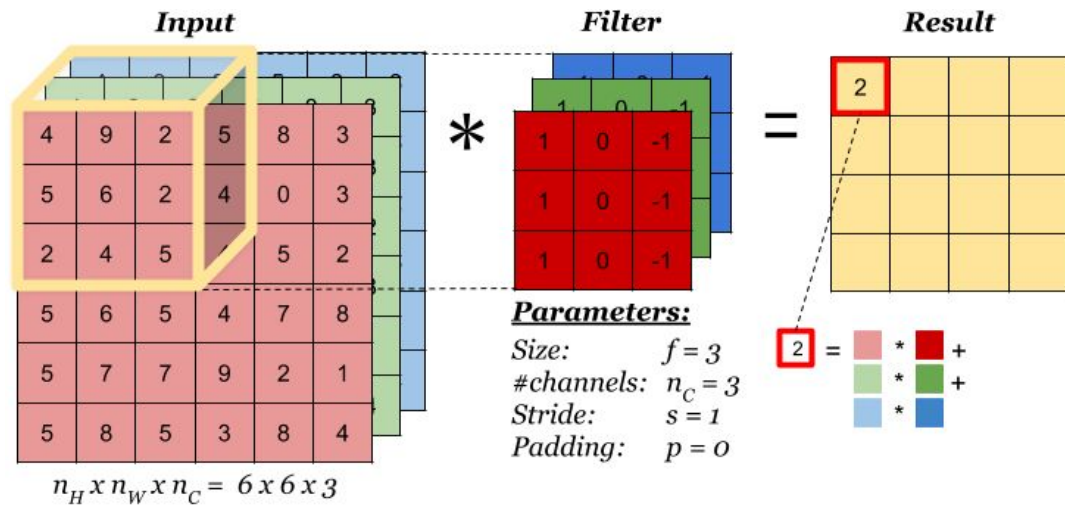 Input Filter Result
4 9 2 5 8 3
5 6 2 4 0 3
2 4 5 5 2
5 6 5 4 7 8
5 7 7 9 2 1
5 8 5 3 8 4
n_H x n_W x n_C = 6 x 6 x 3
*
1 0 -1
1 0 -1
1 0 -1
1 0 -1
Parameters:
Size: f = 3
#channels: n_C = 3
Stride: s = 1
Padding: p = 0
=
2
2 = * +
* +
*